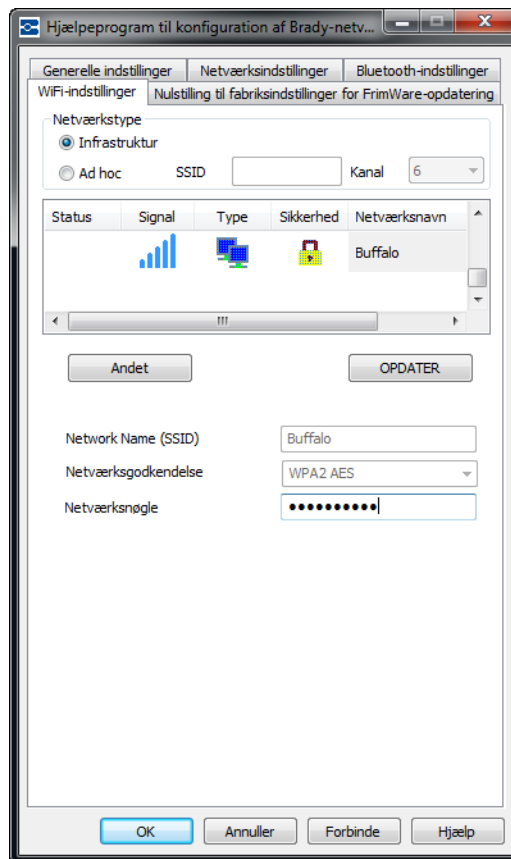 Hjælpeprogram til konfiguration af Brady-netv...
Generelle indstillinger Netværksindstillinger Bluetooth-indstillinger
WiFi-indstillinger Nulstilling til fabriksindstillinger for FrimWare-opdatering
Netværkstype
Infrastruktur
Ad hoc SSID Kanal 6
Status Signal Type Sikkerhed Netværksnavn
Buffalo
Andet OPDATER
Network Name (SSID) Buffalo
Netværksgodkendelse WPA2 AES
Netværksnøgle ••••••••••
OK Annuller Forbinde Hjælp